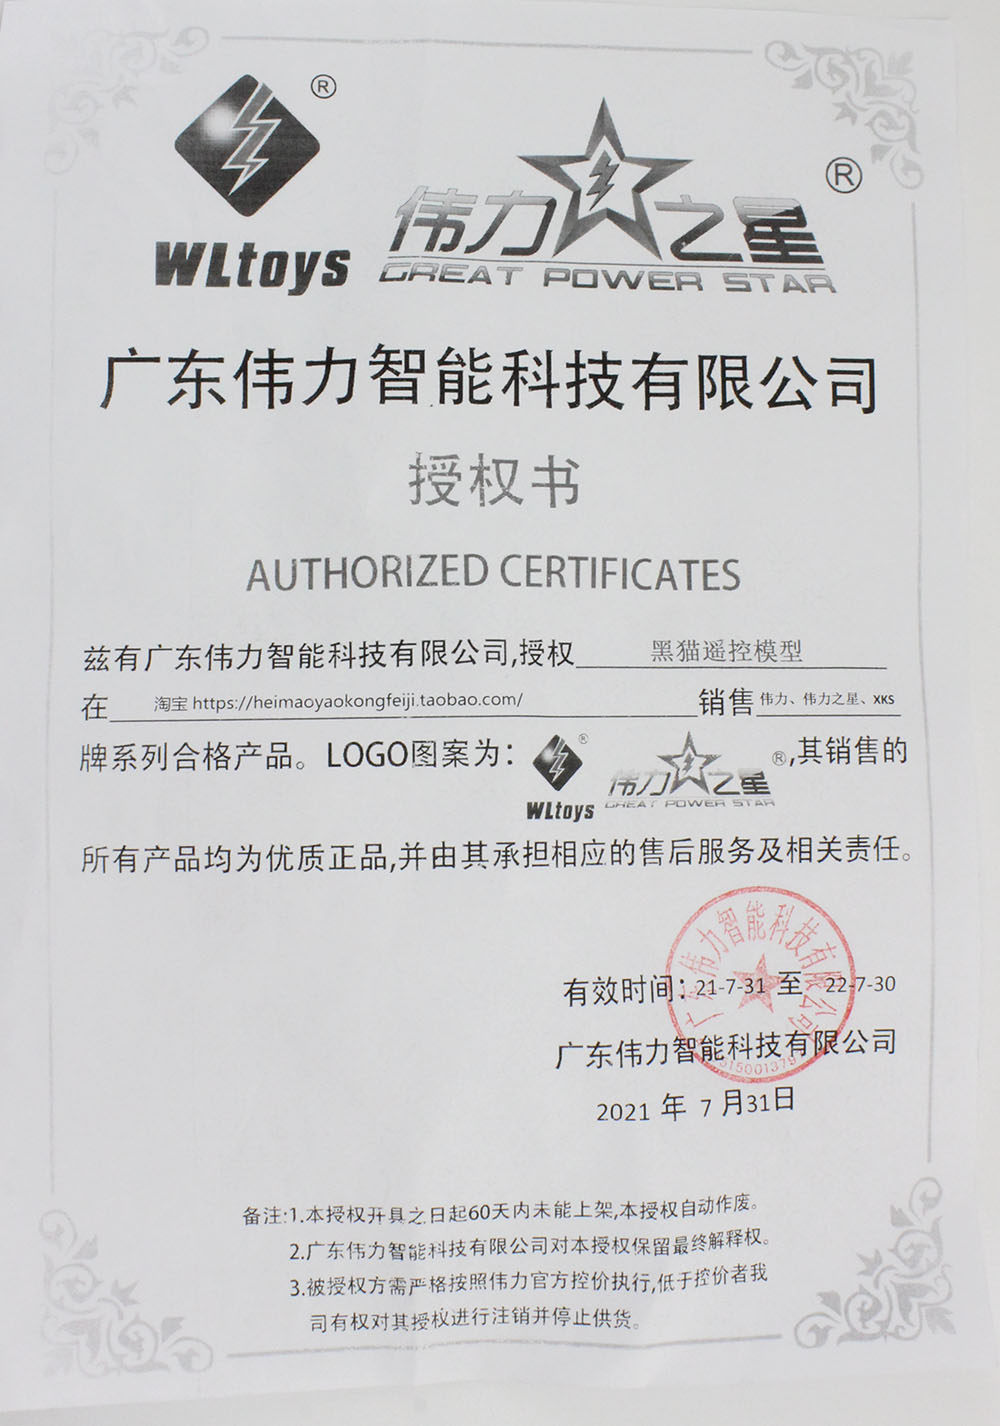 ®
WLtoys
伟力之星 ®
GREAT POWER STAR
广东伟力智能科技有限公司
授权书
AUTHORIZED CERTIFICATES
兹有广东伟力智能科技有限公司,授权 黑猫遥控模型
在 淘宝 https://heimaoyaokongfeiji.taobao.com/ 销售 伟力、伟力之星、XKS
牌系列合格产品。LOGO图案为： ® WLtoys 伟力之星 GREAT POWER STAR ®,其销售的
所有产品均为优质正品,并由其承担相应的售后服务及相关责任。
广东伟力智能科技有限公司
有效时间：21-7-31 至 22-7-30
广东伟力智能科技有限公司
2021 年 7 月31日
备注:1.本授权开具之日起60天内未能上架,本授权自动作废。
2.广东伟力智能科技有限公司对本授权保留最终解释权。
3.被授权方需严格按照伟力官方控价执行,低于控价者我
司有权对其授权进行注销并停止供货。